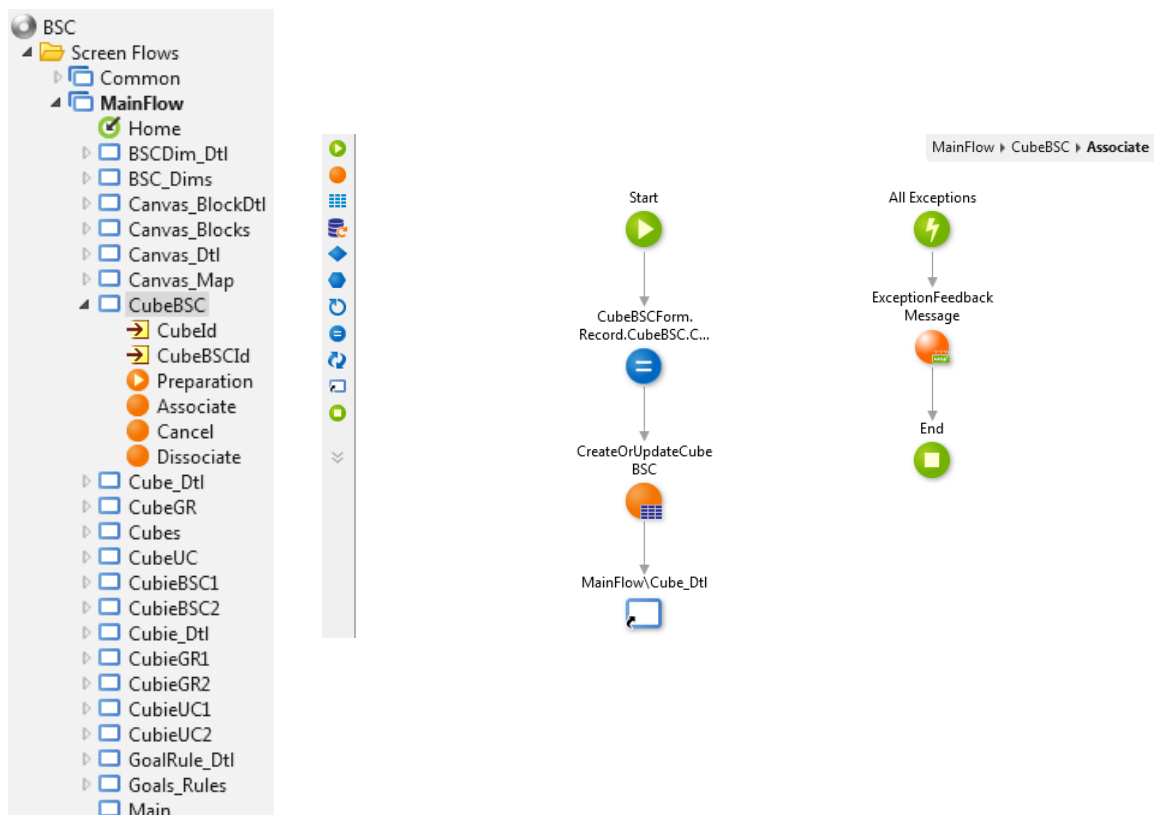 BSC
Screen Flows
Common
MainFlow
Home
BSCDim_Dtl
BSC_Dims
Canvas_BlockDtl
Canvas_Blocks
Canvas_Dtl
Canvas_Map
CubeBSC
CubeId
CubeBSCId
Preparation
Associate
Cancel
Dissociate
Cube_Dtl
CubeGR
Cubes
CubeUC
CubieBSC1
CubieBSC2
Cubie_Dtl
CubieGR1
CubieGR2
CubieUC1
CubieUC2
GoalRule_Dtl
Goals_Rules
Main
MainFlow CubeBSC Associate
Start
CubeBSCForm.
Record.CubeBSC.C...
CreateOrUpdateCube
BSC
MainFlow\Cube_Dtl
All Exceptions
ExceptionFeedback
Message
End